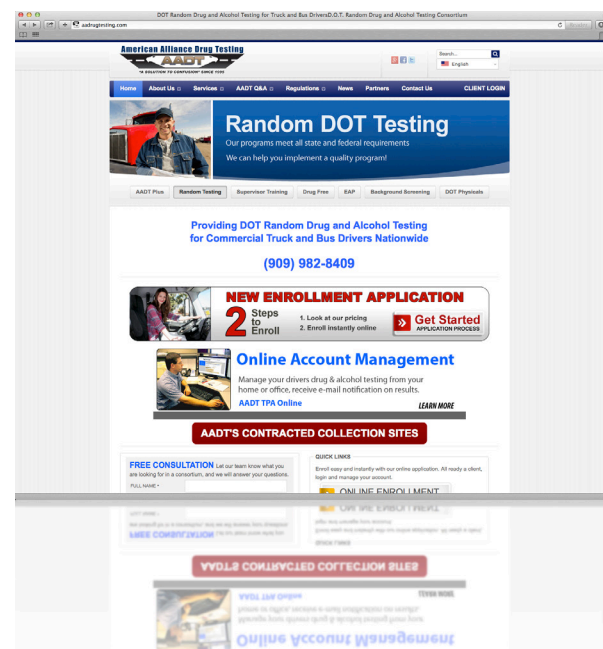 DOT Random Drug and Alcohol Testing for Truck and Bus DriversD.O.T. Random Drug and Alcohol Testing Consortium
aadrugtesting.com
Reader
American Alliance Drug Testing
AADT
"A SOLUTION TO CONFUSION" SINCE 1995
Search...
English
Home About Us Services AADT Q&A Regulations News Partners Contact Us CLIENT LOGIN
Random DOT Testing
Our programs meet all state and federal requirements
We can help you implement a quality program!
AADT Plus Random Testing Supervisor Training Drug Free EAP Background Screening DOT Physicals
Providing DOT Random Drug and Alcohol Testing
for Commercial Truck and Bus Drivers Nationwide
(909) 982-8409
NEW ENROLLMENT APPLICATION
2 Steps to Enroll
1. Look at our pricing
2. Enroll instantly online
Get Started
APPLICATION PROCESS
Online Account Management
Manage your drivers drug & alcohol testing from your
home or office, receive e-mail notification on results.
AADT TPA Online
LEARN MORE
AADT'S CONTRACTED COLLECTION SITES
FREE CONSULTATION Let our team know what you
are looking for in a consortium, and we will answer your questions.
FULL NAME *
QUICK LINKS
Enroll easy and instantly with our online application. All ready a client,
login and manage your account.
ONLINE ENROLLMENT